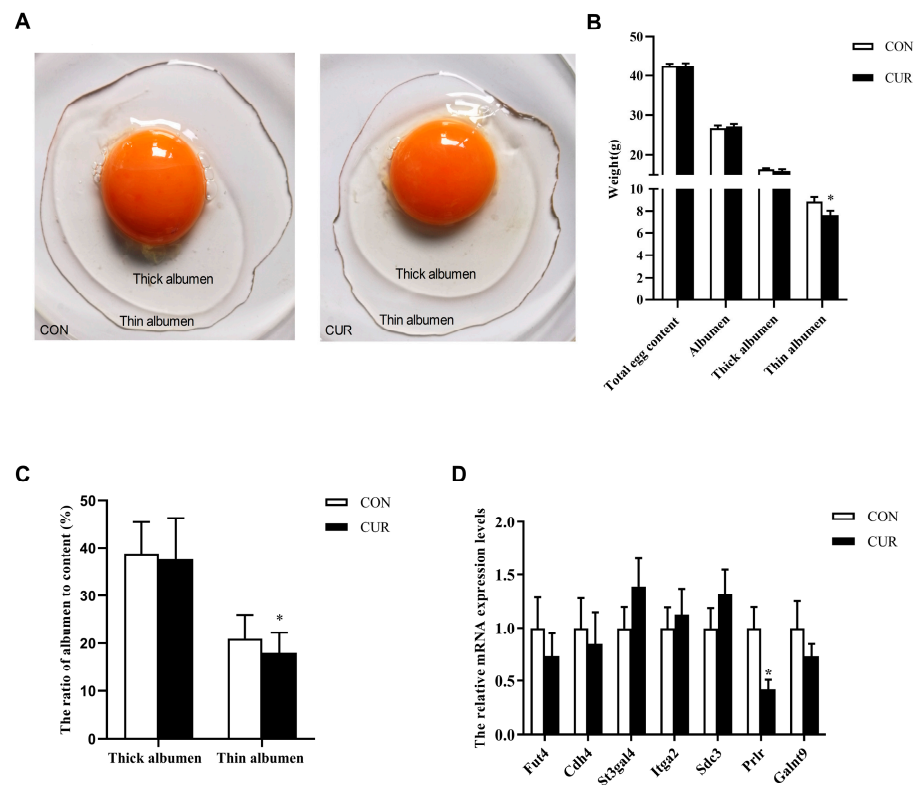 A
Thick albumen
Thin albumen
CON
Thick albumen
Thin albumen
CUR
B
Weight(g)
50
40
30
20
10
8
6
4
2
0
Total egg content
Albumen
Thick albumen
Thin albumen
*
CON
CUR
C
The ratio of albumen to content (%)
50
40
30
20
10
0
*
Thick albumen
Thin albumen
CON
CUR
D
The relative mRNA expression levels
2.0
1.5
1.0
0.5
0.0
*
Fut4
Cdh4
St3gal4
Itga2
Sdc3
Prlr
Galnt9
CON
CUR